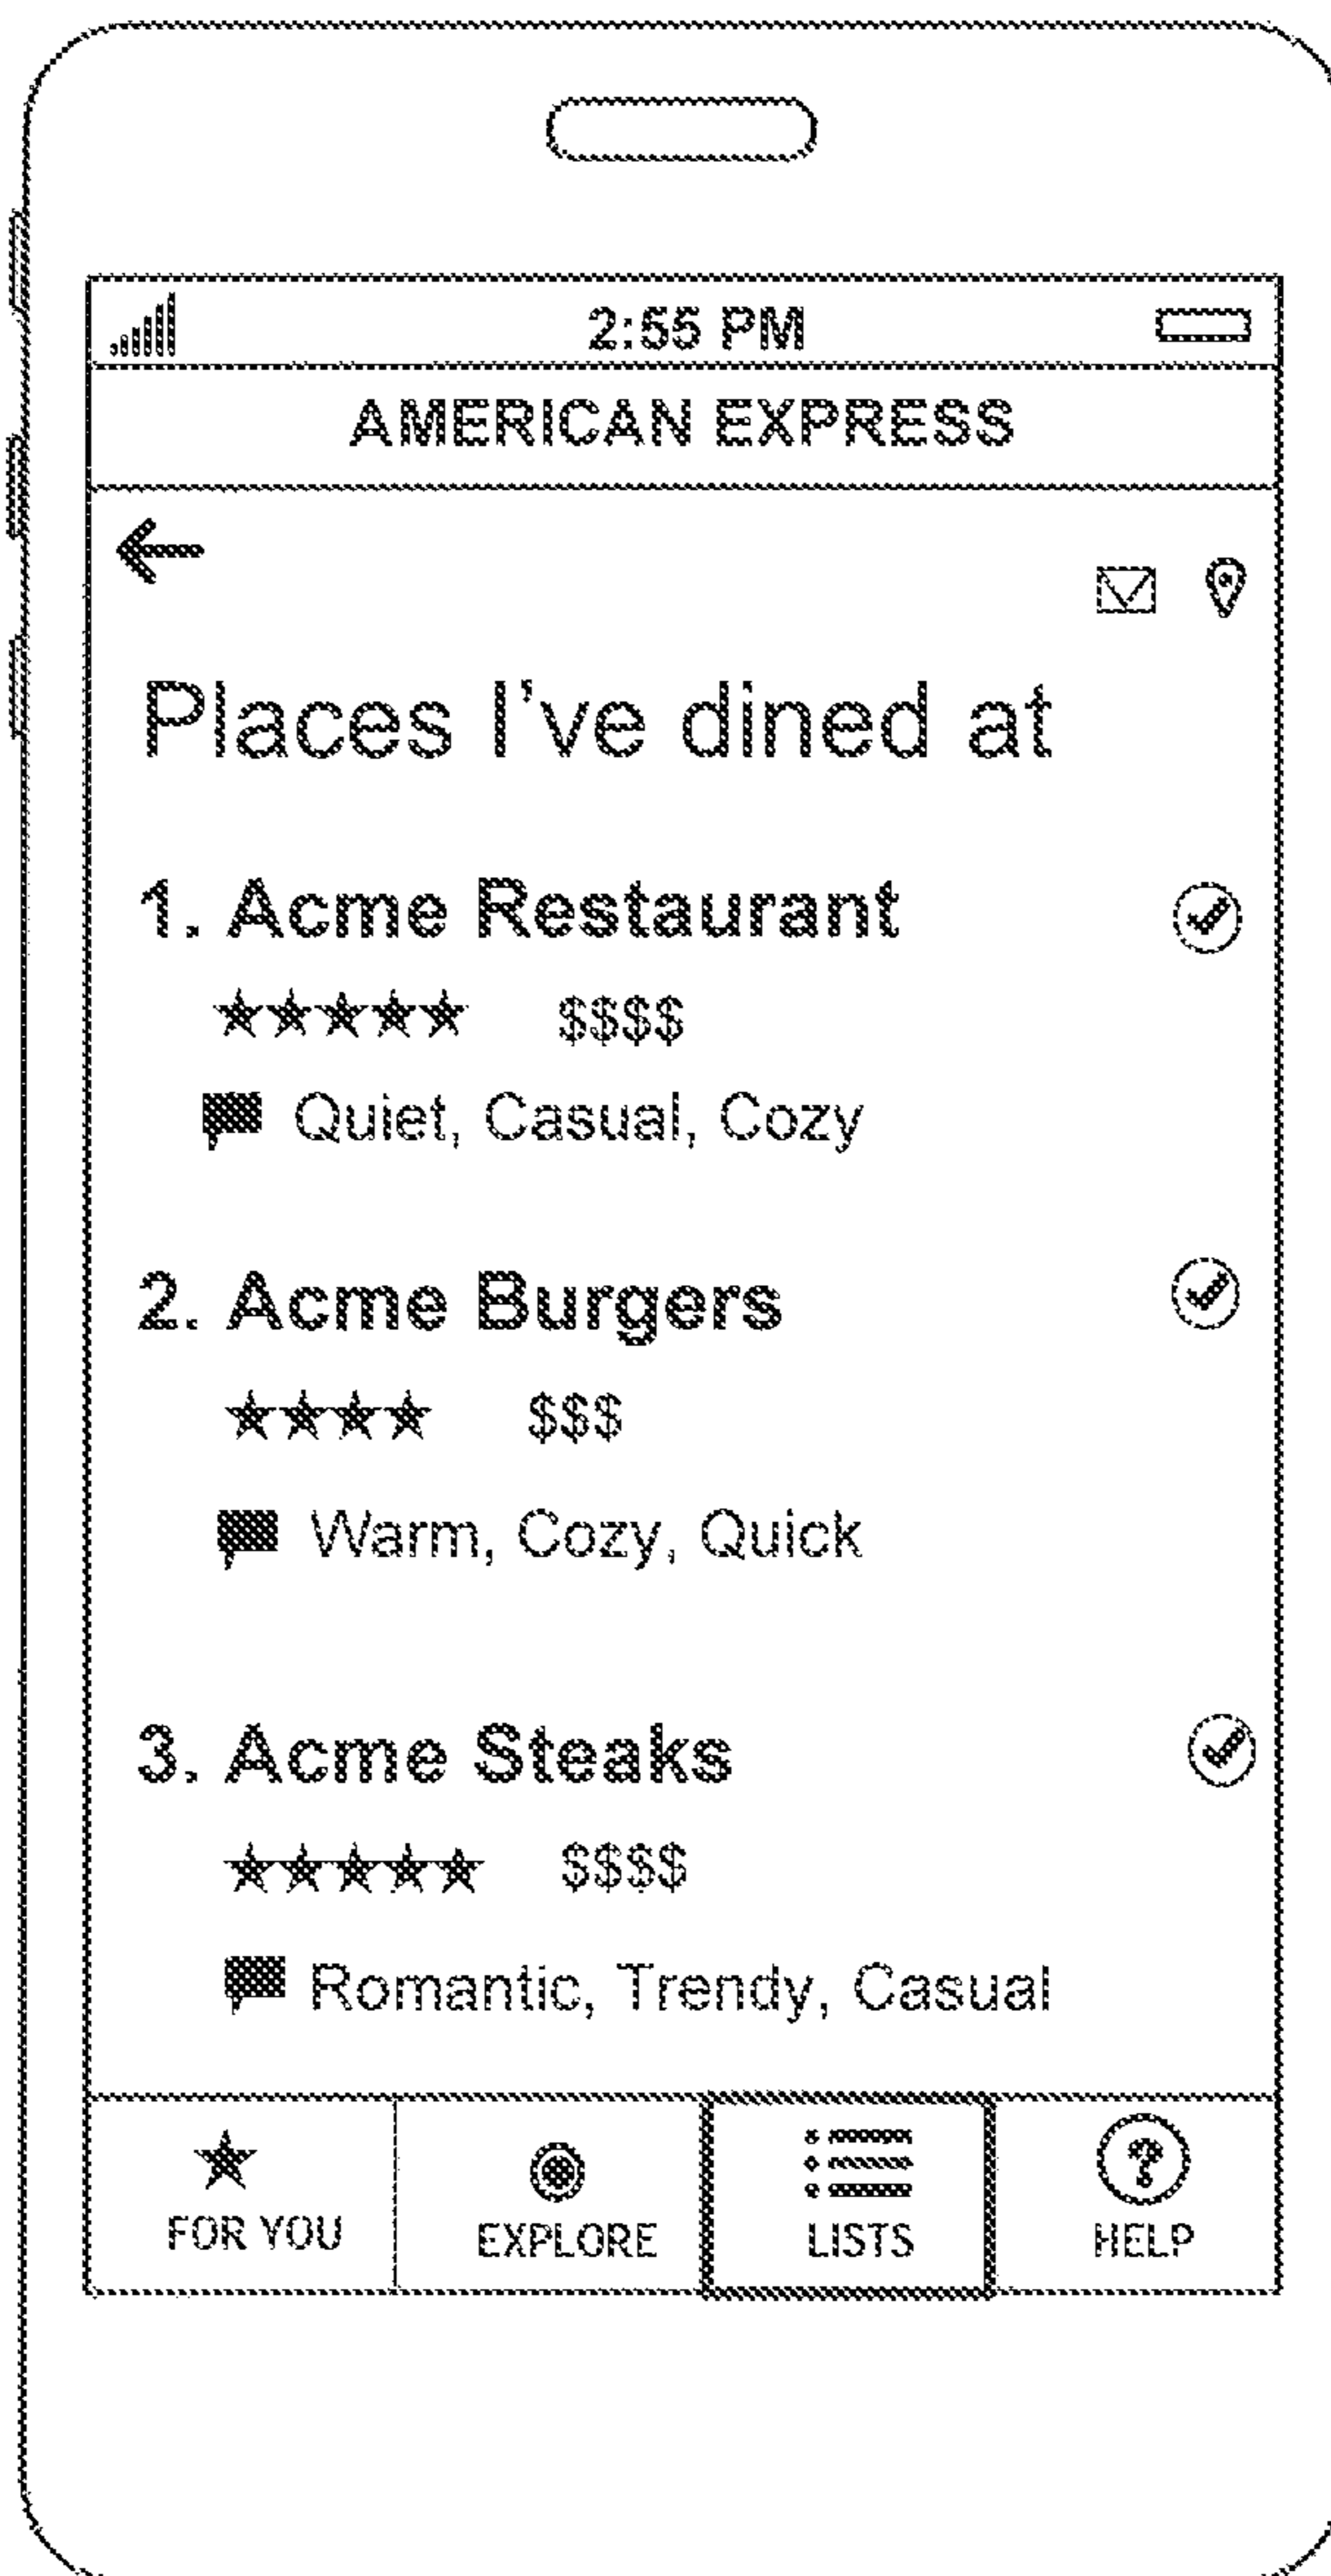 2:55 PM
AMERICAN EXPRESS
Places I've dined at
1. Acme Restaurant
★★★★★ $$$$
Quiet, Casual, Cozy
2. Acme Burgers
★★★★ $$$
Warm, Cozy, Quick
3. Acme Steaks
★★★★★ $$$$
Romantic, Trendy, Casual
FOR YOU EXPLORE LISTS HELP